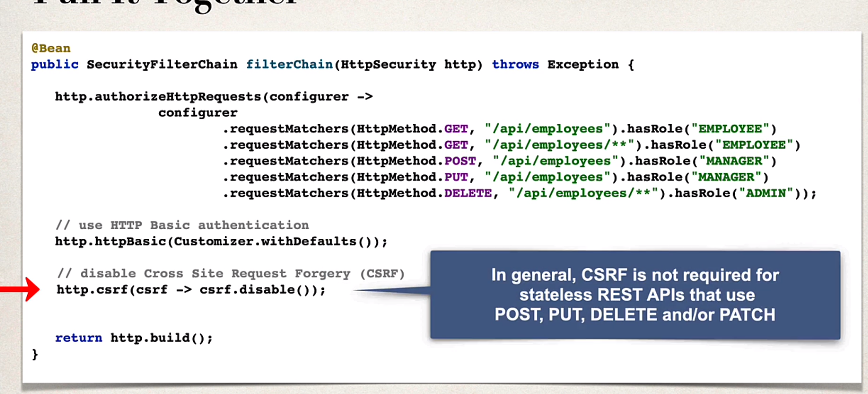 Pull It Together
@Bean
public SecurityFilterChain filterChain(HttpSecurity http) throws Exception {
http.authorizeHttpRequests(configurer ->
configurer
.requestMatchers(HttpMethod.GET, "/api/employees").hasRole("EMPLOYEE")
.requestMatchers(HttpMethod.GET, "/api/employees/**").hasRole("EMPLOYEE")
.requestMatchers(HttpMethod.POST, "/api/employees").hasRole("MANAGER")
.requestMatchers(HttpMethod.PUT, "/api/employees").hasRole("MANAGER")
.requestMatchers(HttpMethod.DELETE, "/api/employees/**").hasRole("ADMIN"));
// use HTTP Basic authentication
http.httpBasic(Customizer.withDefaults());
// disable Cross Site Request Forgery (CSRF)
http.csrf(csrf -> csrf.disable());
In general, CSRF is not required for
stateless REST APIs that use
POST, PUT, DELETE and/or PATCH
return http.build();
}